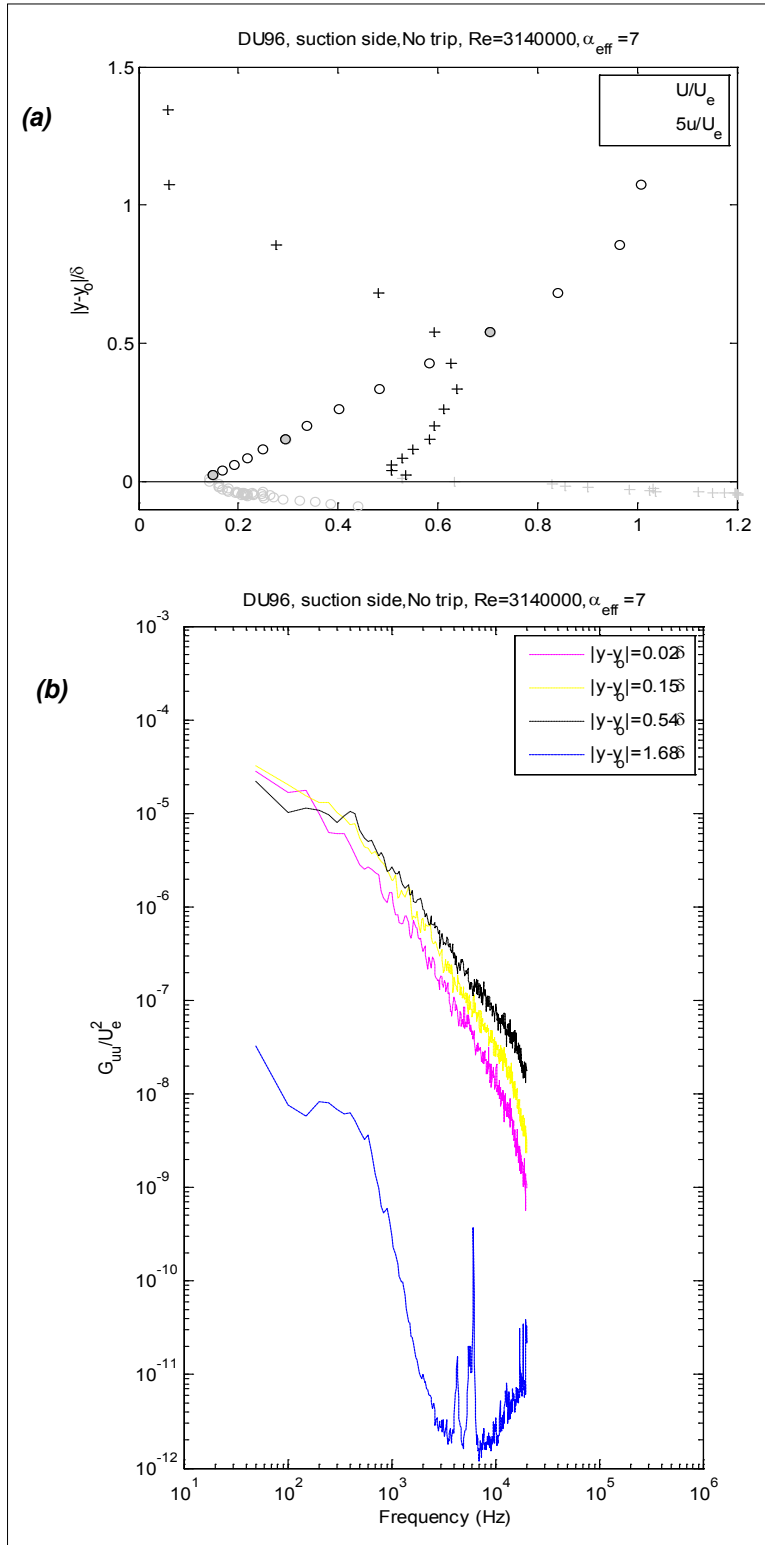 DU96, suction side,No trip, Re=3140000,α_eff =7
(a)
U/U_e
5u/U_e
1.5
1
0.5
0
|y-y_o|/δ
0
0.2
0.4
0.6
0.8
1
1.2
DU96, suction side,No trip, Re=3140000,α_eff =7
(b)
|y-y_o|=0.02δ
|y-y_o|=0.15δ
|y-y_o|=0.54δ
|y-y_o|=1.68δ
10^-3
10^-4
10^-5
10^-6
10^-7
10^-8
10^-9
10^-10
10^-11
10^-12
G_uu/U_e^2
10^1
10^2
10^3
10^4
10^5
10^6
Frequency (Hz)